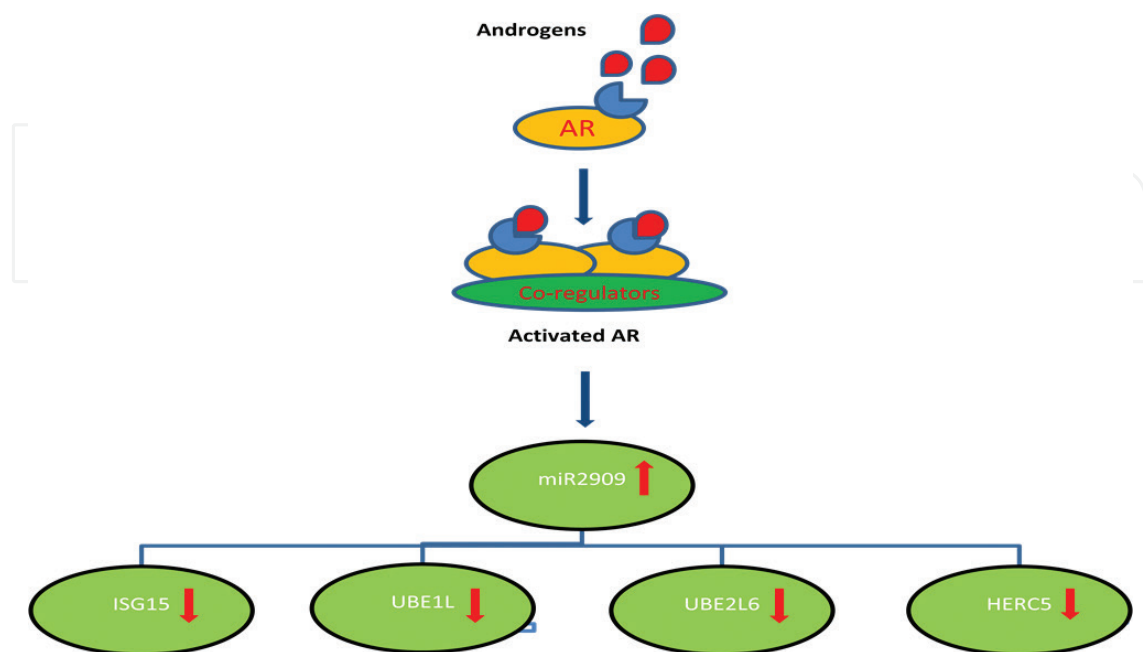 Androgens
AR
Co-regulators
Activated AR
miR2909
ISG15
UBE1L
UBE2L6
HERC5